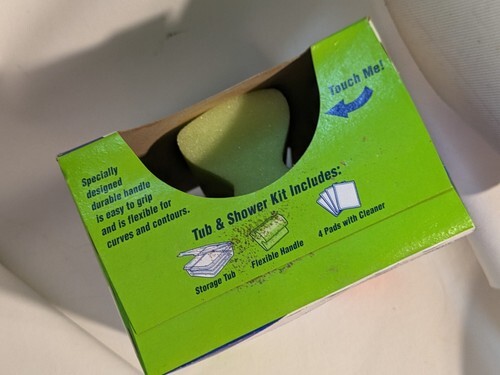 Touch Me!
Specially
designed
durable handle
is easy to grip
and is flexible for
curves and contours.
Tub & Shower Kit Includes:
Storage Tub
Flexible Handle
4 Pads with Cleaner